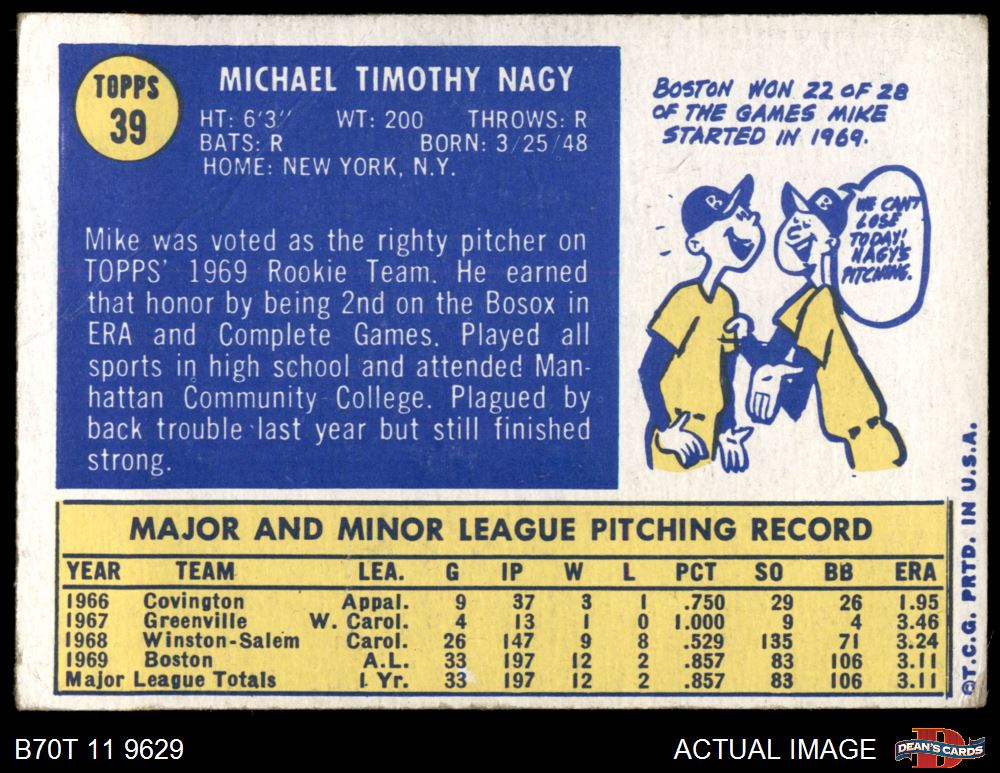 TOPPS
39
MICHAEL TIMOTHY NAGY
HT: 6'3" WT: 200 THROWS: R
BATS: R BORN: 3/25/48
HOME: NEW YORK, N.Y.
Mike was voted as the righty pitcher on
TOPPS' 1969 Rookie Team. He earned
that honor by being 2nd on the Bosox in
ERA and Complete Games. Played all
sports in high school and attended Man-
hattan Community College. Plagued by
back trouble last year but still finished
strong.
BOSTON WON 22 OF 28
OF THE GAMES MIKE
STARTED IN 1969.
B
B
WE CAN'T
LOSE
TODAY!
NAGY'S
PITCHING.
MAJOR AND MINOR LEAGUE PITCHING RECORD
YEAR TEAM LEA. G IP W L PCT SO BB ERA
1966 Covington Appal. 9 37 3 1 .750 29 26 1.95
1967 Greenville W. Carol. 4 13 1 0 1.000 9 4 3.46
1968 Winston-Salem Carol. 26 147 9 8 .529 135 71 3.24
1969 Boston A.L. 33 197 12 2 .857 83 106 3.11
Major League Totals 1 Yr. 33 197 12 2 .857 83 106 3.11
©T.C.G. PRTD. IN U.S.A.
B70T 11 9629
ACTUAL IMAGE
D
DEAN'S CARDS